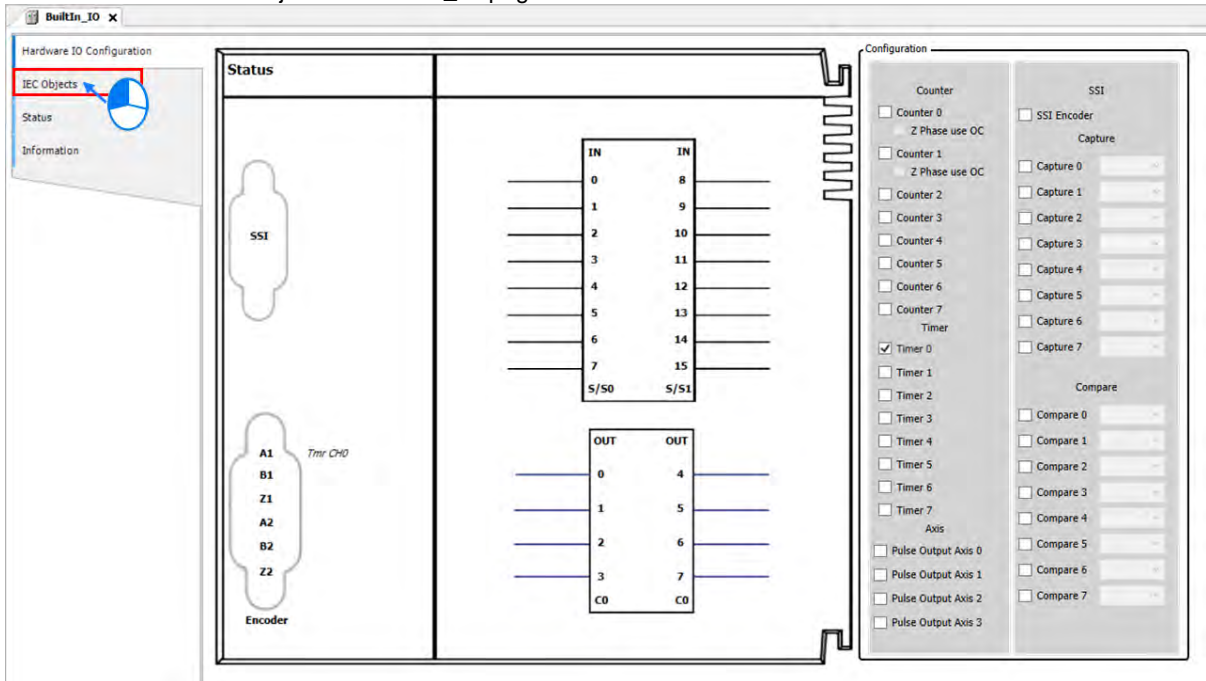 BuiltIn_IO x
Hardware IO Configuration
IEC Objects
Status
Information
Status
SSI
A1 Tmr CH0
B1
Z1
A2
B2
Z2
Encoder
IN IN
0 8
1 9
2 10
3 11
4 12
5 13
6 14
7 15
S/S0 S/S1
OUT OUT
0 4
1 5
2 6
3 7
C0 C0
Configuration
Counter
Counter 0
Z Phase use OC
Counter 1
Z Phase use OC
Counter 2
Counter 3
Counter 4
Counter 5
Counter 6
Counter 7
Timer
Timer 0
Timer 1
Timer 2
Timer 3
Timer 4
Timer 5
Timer 6
Timer 7
Axis
Pulse Output Axis 0
Pulse Output Axis 1
Pulse Output Axis 2
Pulse Output Axis 3
SSI
SSI Encoder
Capture
Capture 0
Capture 1
Capture 2
Capture 3
Capture 4
Capture 5
Capture 6
Capture 7
Compare
Compare 0
Compare 1
Compare 2
Compare 3
Compare 4
Compare 5
Compare 6
Compare 7